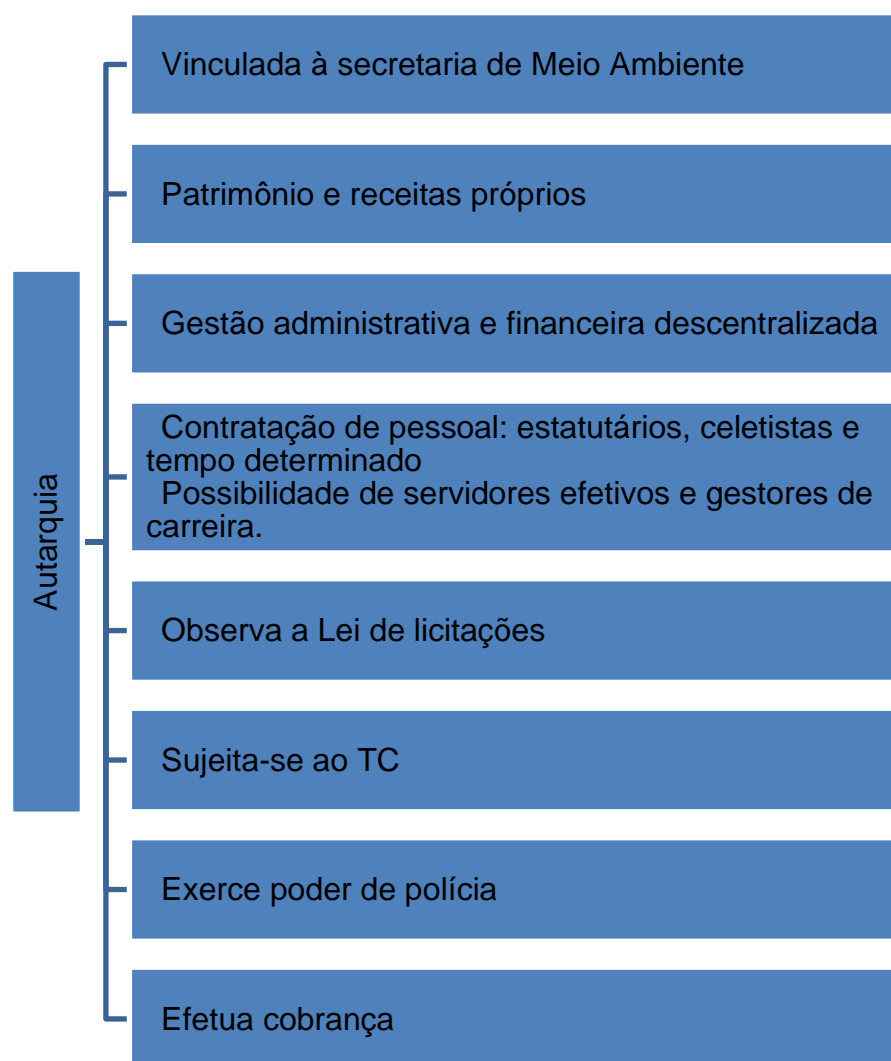 Autarquia
Vinculada à secretaria de Meio Ambiente
Patrimônio e receitas próprios
Gestão administrativa e financeira descentralizada
Contratação de pessoal: estatutários, celetistas e
tempo determinado
Possibilidade de servidores efetivos e gestores de
carreira.
Observa a Lei de licitações
Sujeita-se ao TC
Exerce poder de polícia
Efetua cobrança